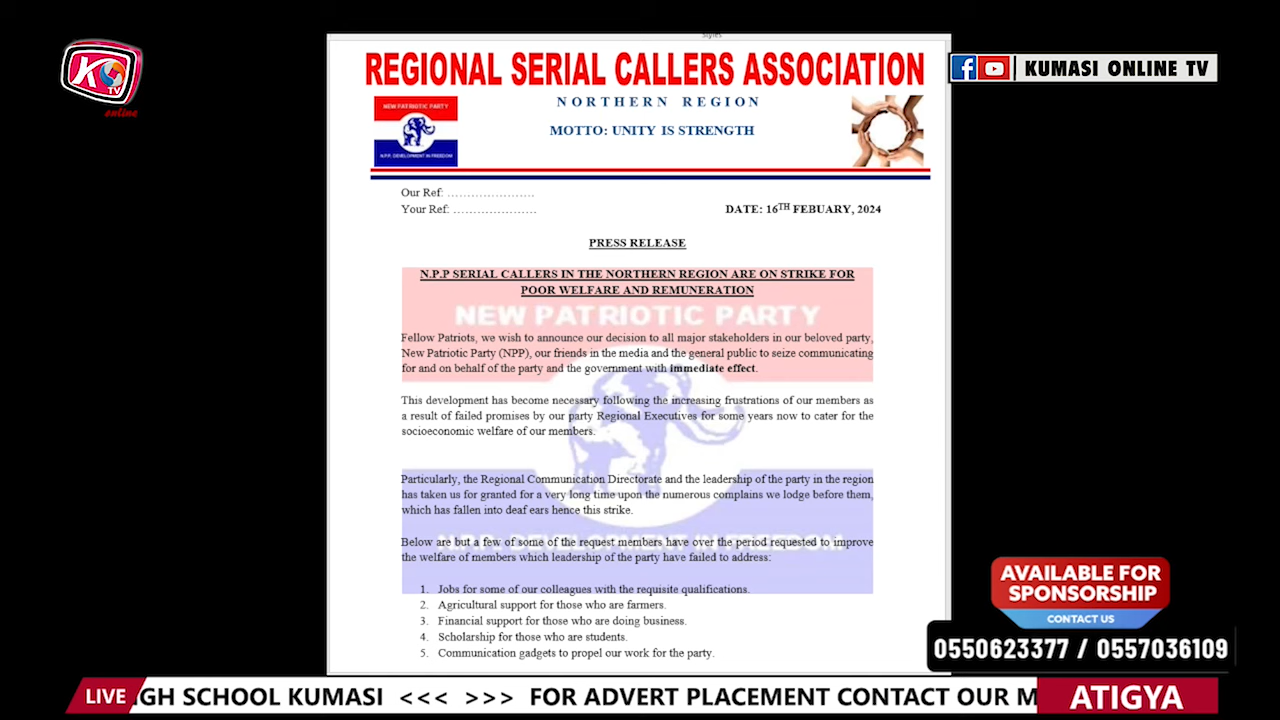 Styles
KO TV
online
REGIONAL SERIAL CALLERS ASSOCIATION
KUMASI ONLINE TV
NEW PATRIOTIC PARTY
N.P.P. DEVELOPMENT IN FREEDOM
NORTHERN REGION
MOTTO: UNITY IS STRENGTH
Our Ref: ......................
Your Ref: .....................
DATE: 16TH FEBUARY, 2024
PRESS RELEASE
N.P.P SERIAL CALLERS IN THE NORTHERN REGION ARE ON STRIKE FOR
POOR WELFARE AND REMUNERATION
NEW PATRIOTIC PARTY
Fellow Patriots, we wish to announce our decision to all major stakeholders in our beloved party,
New Patriotic Party (NPP), our friends in the media and the general public to seize communicating
for and on behalf of the party and the government with immediate effect.
This development has become necessary following the increasing frustrations of our members as
a result of failed promises by our party Regional Executives for some years now to cater for the
socioeconomic welfare of our members.
Particularly, the Regional Communication Directorate and the leadership of the party in the region
has taken us for granted for a very long time upon the numerous complains we lodge before them,
which has fallen into deaf ears hence this strike.
Below are but a few of some of the request members have over the period requested to improve
N.P.P. DEVELOPMENT IN FREEDOM
the welfare of members which leadership of the party have failed to address:
1. Jobs for some of our colleagues with the requisite qualifications.
2. Agricultural support for those who are farmers.
3. Financial support for those who are doing business.
4. Scholarship for those who are students.
5. Communication gadgets to propel our work for the party.
AVAILABLE FOR
SPONSORSHIP
CONTACT US
0550623377 / 0557036109
LIVE
IGH SCHOOL KUMASI <<< >>> FOR ADVERT PLACEMENT CONTACT OUR M
ATIGYA